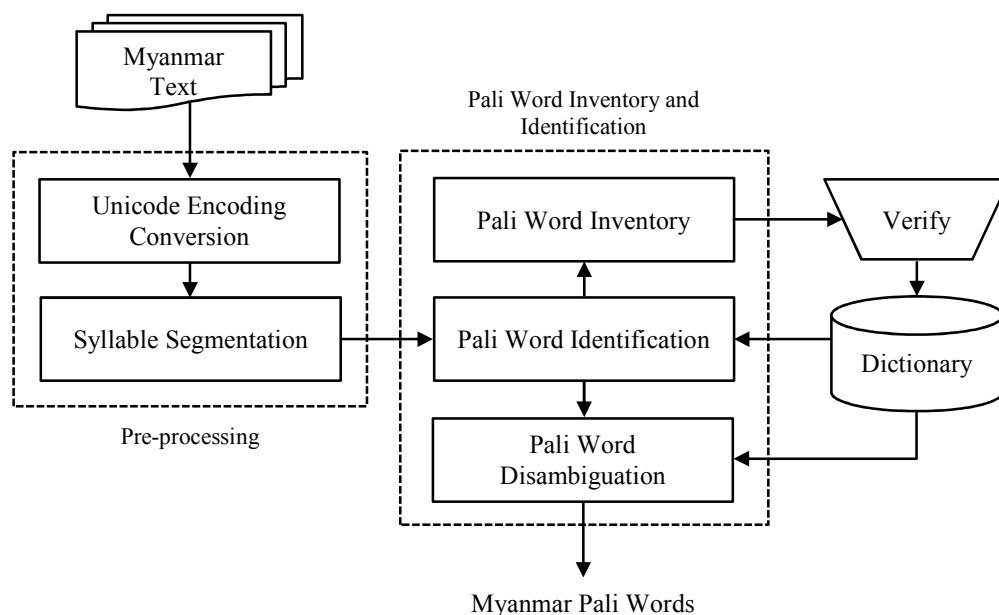 Myanmar
Text
Pali Word Inventory and
Identification
Unicode Encoding
Conversion
Pali Word Inventory
Verify
Syllable Segmentation
Pali Word Identification
Dictionary
Pre-processing
Pali Word
Disambiguation
Myanmar Pali Words